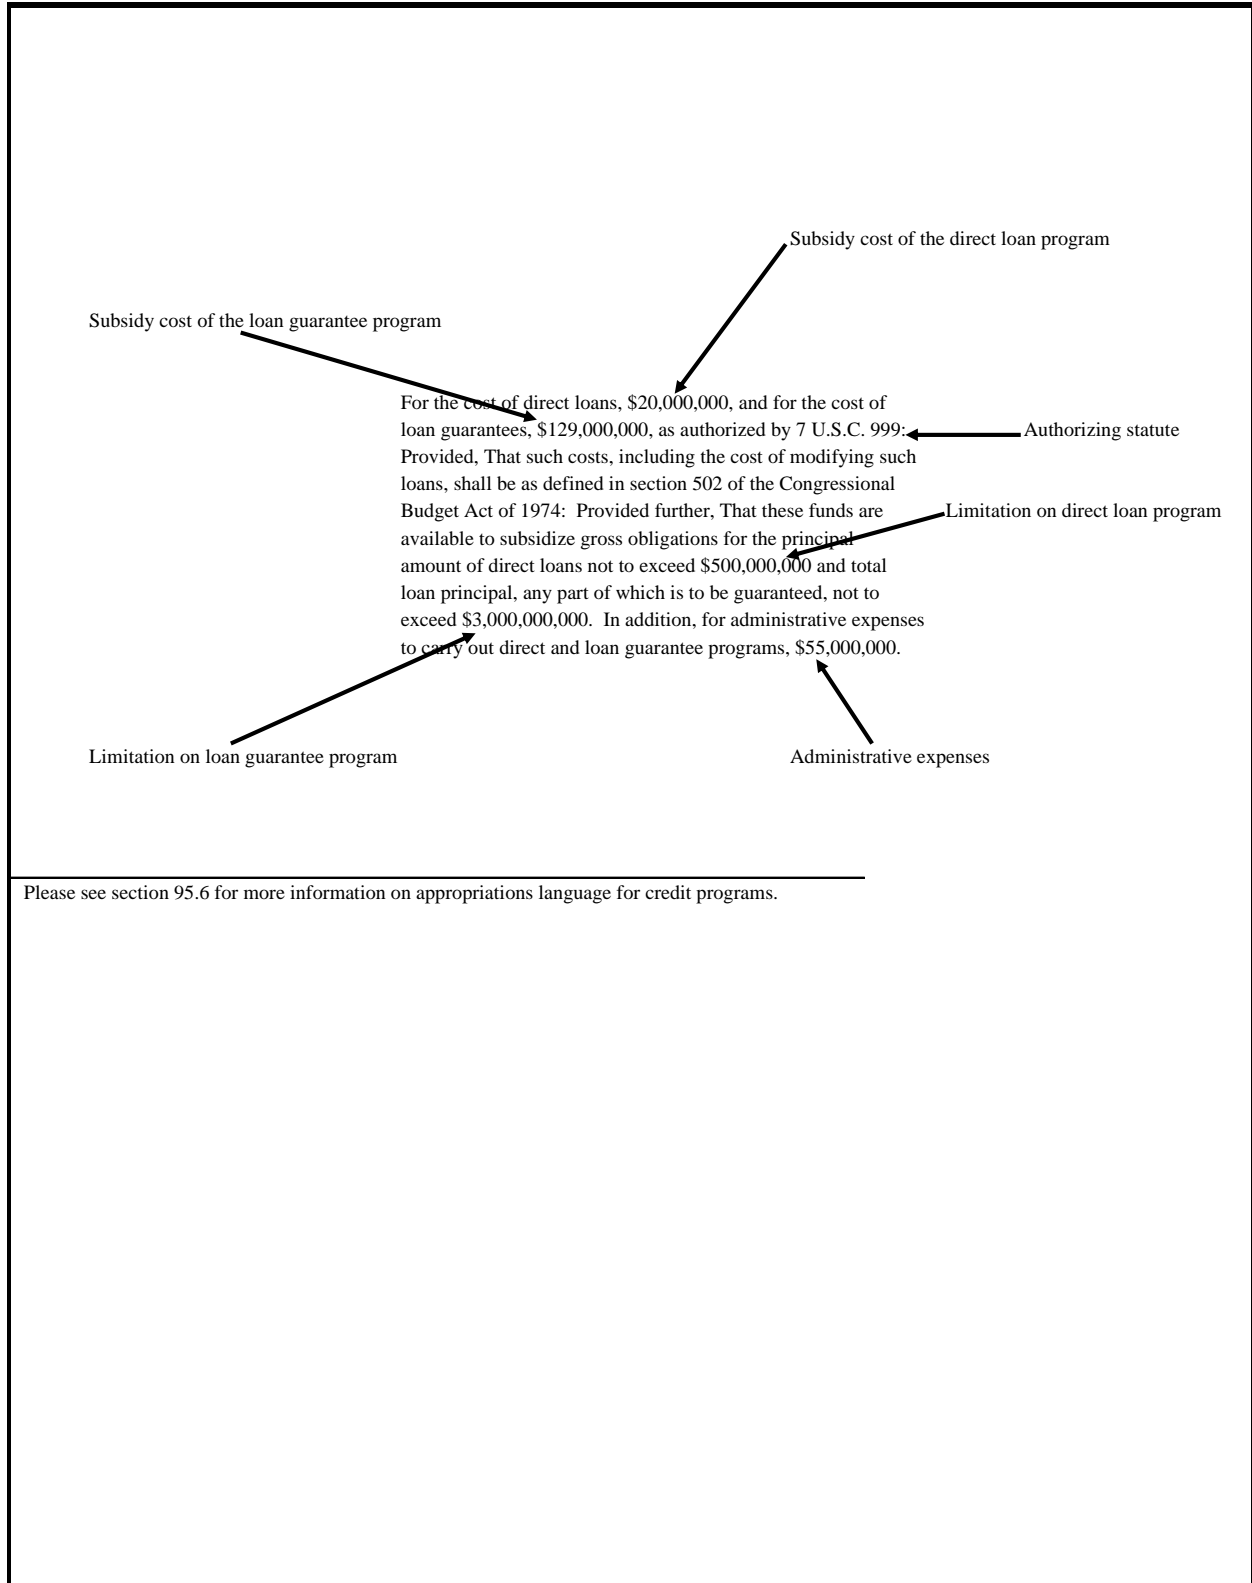 Subsidy cost of the direct loan program
Subsidy cost of the loan guarantee program
For the cost of direct loans, $20,000,000, and for the cost of
loan guarantees, $129,000,000, as authorized by 7 U.S.C. 999:
Authorizing statute
Provided, That such costs, including the cost of modifying such
loans, shall be as defined in section 502 of the Congressional
Budget Act of 1974:  Provided further, That these funds are
Limitation on direct loan program
available to subsidize gross obligations for the principal
amount of direct loans not to exceed $500,000,000 and total
loan principal, any part of which is to be guaranteed, not to
exceed $3,000,000,000.  In addition, for administrative expenses
to carry out direct and loan guarantee programs, $55,000,000.
Limitation on loan guarantee program
Administrative expenses
Please see section 95.6 for more information on appropriations language for credit programs.